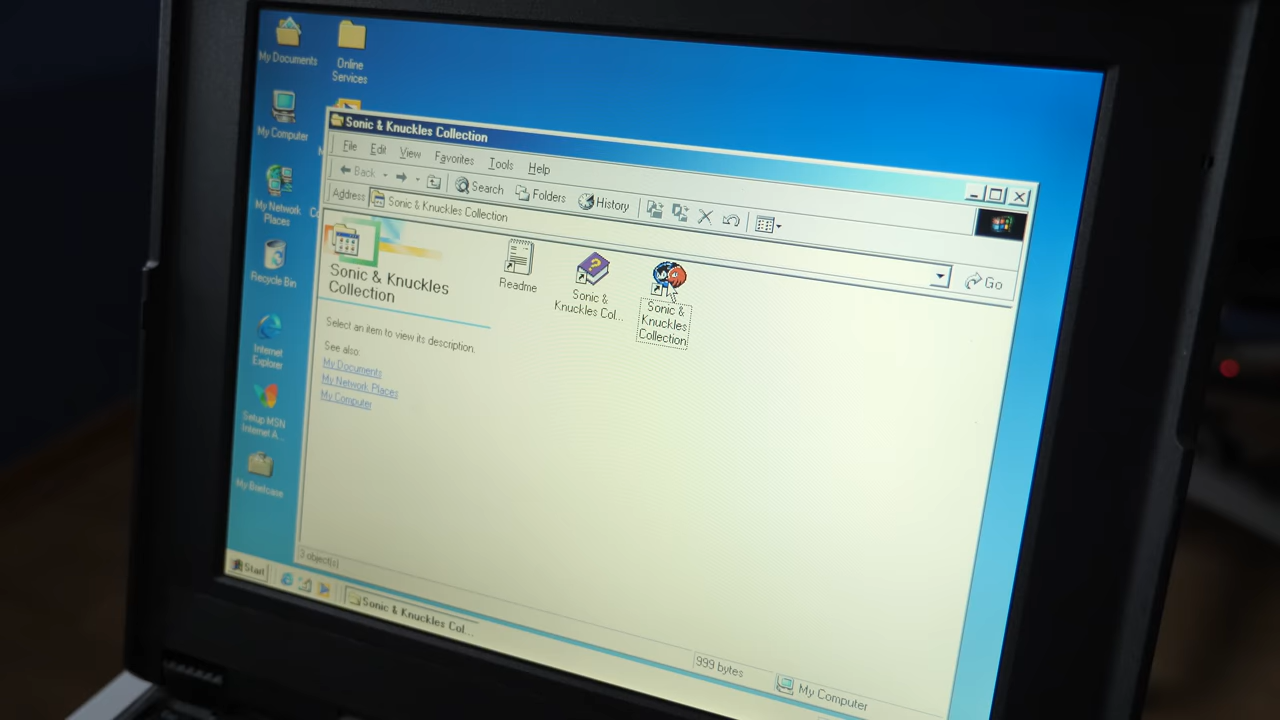 My Documents
Online
Services
My Computer
My Network
Places
Recycle Bin
Internet
Explorer
Setup MSN
Internet A...
My Briefcase
Sonic & Knuckles Collection
File Edit View Favorites Tools Help
Back Search Folders History
Address Sonic & Knuckles Collection Go
Sonic & Knuckles
Collection
Select an item to view its description.
See also:
My Documents
My Network Places
My Computer
Readme
Sonic &
Knuckles Col...
Sonic &
Knuckles
Collection
3 object(s) 999 bytes My Computer
Start Sonic & Knuckles Col...